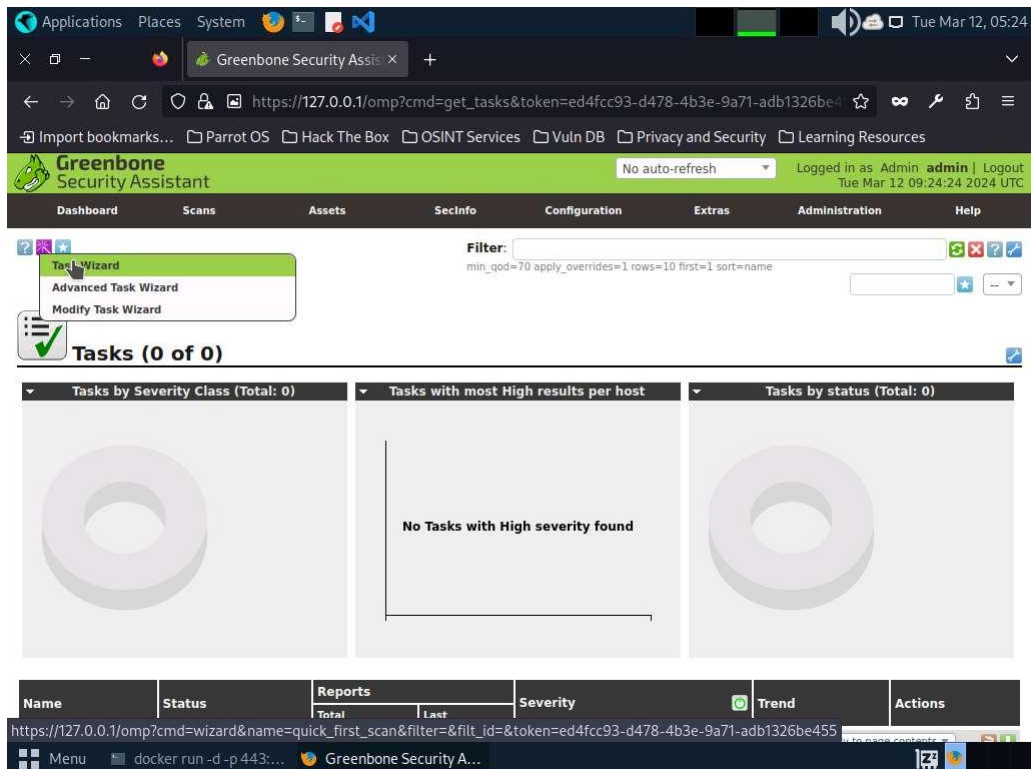 Applications Places System Tue Mar 12, 05:24
Greenbone Security Assis
https://127.0.0.1/omp?cmd=get_tasks&token=ed4fcc93-d478-4b3e-9a71-adb1326be4
Import bookmarks... Parrot OS Hack The Box OSINT Services Vuln DB Privacy and Security Learning Resources
Greenbone
Security Assistant
No auto-refresh
Logged in as Admin admin | Logout
Tue Mar 12 09:24:24 2024 UTC
Dashboard Scans Assets SecInfo Configuration Extras Administration Help
Filter:
min_qod=70 apply_overrides=1 rows=10 first=1 sort=name
--
Task Wizard
Advanced Task Wizard
Modify Task Wizard
Tasks (0 of 0)
Tasks by Severity Class (Total: 0)
Tasks with most High results per host
Tasks by status (Total: 0)
No Tasks with High severity found
Name Status Reports Severity Trend Actions
Total Last
https://127.0.0.1/omp?cmd=wizard&name=quick_first_scan&filter=&filt_id=&token=ed4fcc93-d478-4b3e-9a71-adb1326be455
to page contents
Menu docker run -d -p 443:... Greenbone Security A...